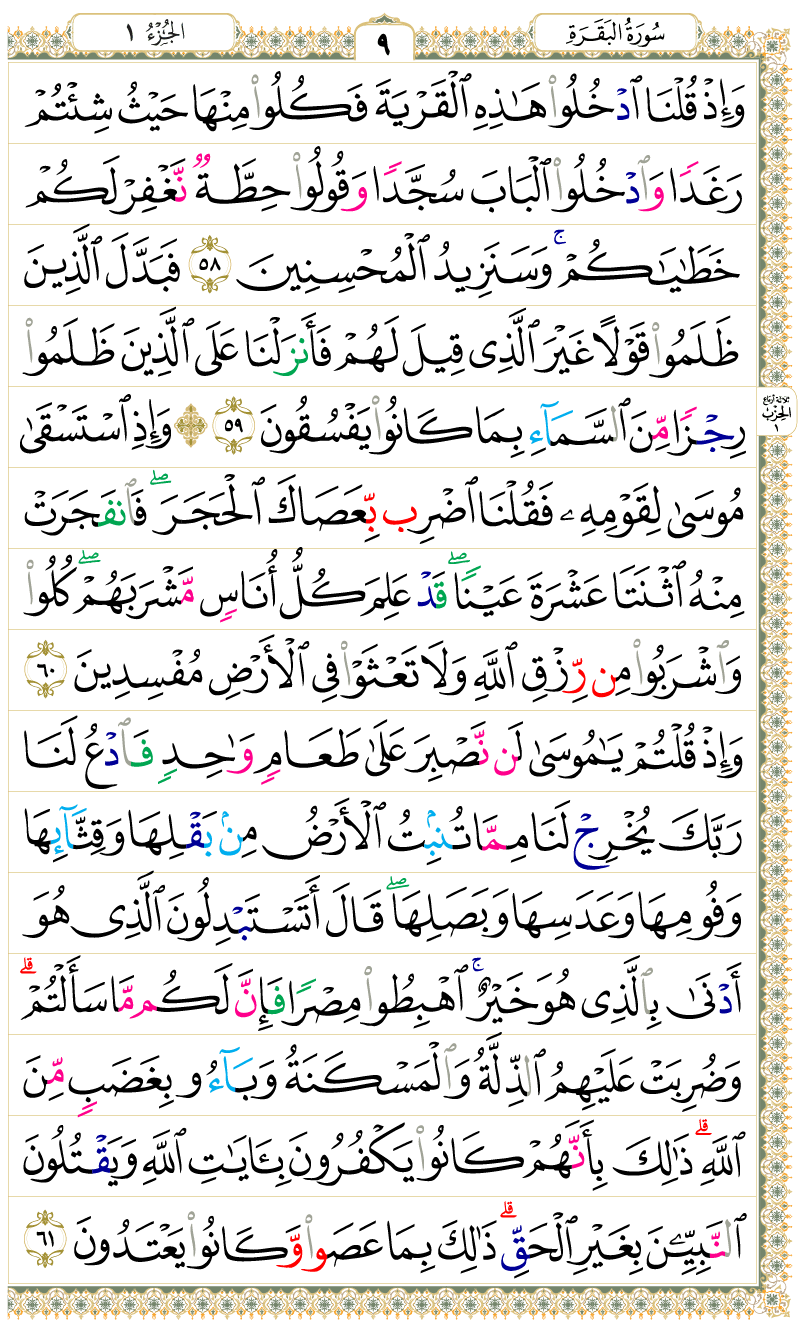 سُورَةُ البَقَرَةِ
٩
الجُزْءُ ١
وَإِذْ قُلْنَا ٱدْخُلُوا۟ هَـٰذِهِ ٱلْقَرْيَةَ فَكُلُوا۟ مِنْهَا حَيْثُ شِئْتُمْ
رَغَدًا وَٱدْخُلُوا۟ ٱلْبَابَ سُجَّدًا وَقُولُوا۟ حِطَّةٌ نَّغْفِرْ لَكُمْ
خَطَـٰيَـٰكُمْ ۚ وَسَنَزِيدُ ٱلْمُحْسِنِينَ ٥٨ فَبَدَّلَ ٱلَّذِينَ
ظَلَمُوا۟ قَوْلًا غَيْرَ ٱلَّذِى قِيلَ لَهُمْ فَأَنزَلْنَا عَلَى ٱلَّذِينَ ظَلَمُوا۟
رِجْزًا مِّنَ ٱلسَّمَآءِ بِمَا كَانُوا۟ يَفْسُقُونَ ٥٩ ۞ وَإِذِ ٱسْتَسْقَىٰ
ثلاثة أرباع
الحِزْب
١
مُوسَىٰ لِقَوْمِهِۦ فَقُلْنَا ٱضْرِب بِّعَصَاكَ ٱلْحَجَرَ ۖ فَٱنفَجَرَتْ
مِنْهُ ٱثْنَتَا عَشْرَةَ عَيْنًا ۖ قَدْ عَلِمَ كُلُّ أُنَاسٍ مَّشْرَبَهُمْ ۖ كُلُوا۟
وَٱشْرَبُوا۟ مِن رِّزْقِ ٱللَّهِ وَلَا تَعْثَوْا۟ فِى ٱلْأَرْضِ مُفْسِدِينَ ٦٠
وَإِذْ قُلْتُمْ يَـٰمُوسَىٰ لَن نَّصْبِرَ عَلَىٰ طَعَامٍ وَٰحِدٍ فَٱدْعُ لَنَا
رَبَّكَ يُخْرِجْ لَنَا مِمَّا تُنۢبِتُ ٱلْأَرْضُ مِنۢ بَقْلِهَا وَقِثَّآئِهَا
وَفُومِهَا وَعَدَسِهَا وَبَصَلِهَا ۖ قَالَ أَتَسْتَبْدِلُونَ ٱلَّذِى هُوَ
أَدْنَىٰ بِٱلَّذِى هُوَ خَيْرٌ ۚ ٱهْبِطُوا۟ مِصْرًا فَإِنَّ لَكُم مَّا سَأَلْتُمْ ۗ
وَضُرِبَتْ عَلَيْهِمُ ٱلذِّلَّةُ وَٱلْمَسْكَنَةُ وَبَآءُو بِغَضَبٍ مِّنَ
ٱللَّهِ ۗ ذَٰلِكَ بِأَنَّهُمْ كَانُوا۟ يَكْفُرُونَ بِـَٔايَـٰتِ ٱللَّهِ وَيَقْتُلُونَ
ٱلنَّبِيِّـۧنَ بِغَيْرِ ٱلْحَقِّ ۗ ذَٰلِكَ بِمَا عَصَوا۟ وَّكَانُوا۟ يَعْتَدُونَ ٦١